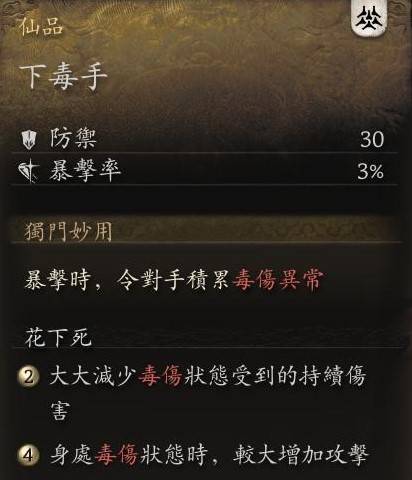 仙品
下毒手
防禦 30
暴擊率 3%
獨門妙用
暴擊時，令對手積累毒傷異常
花下死
2 大大減少毒傷狀態受到的持續傷
害
4 身處毒傷狀態時，較大增加攻擊